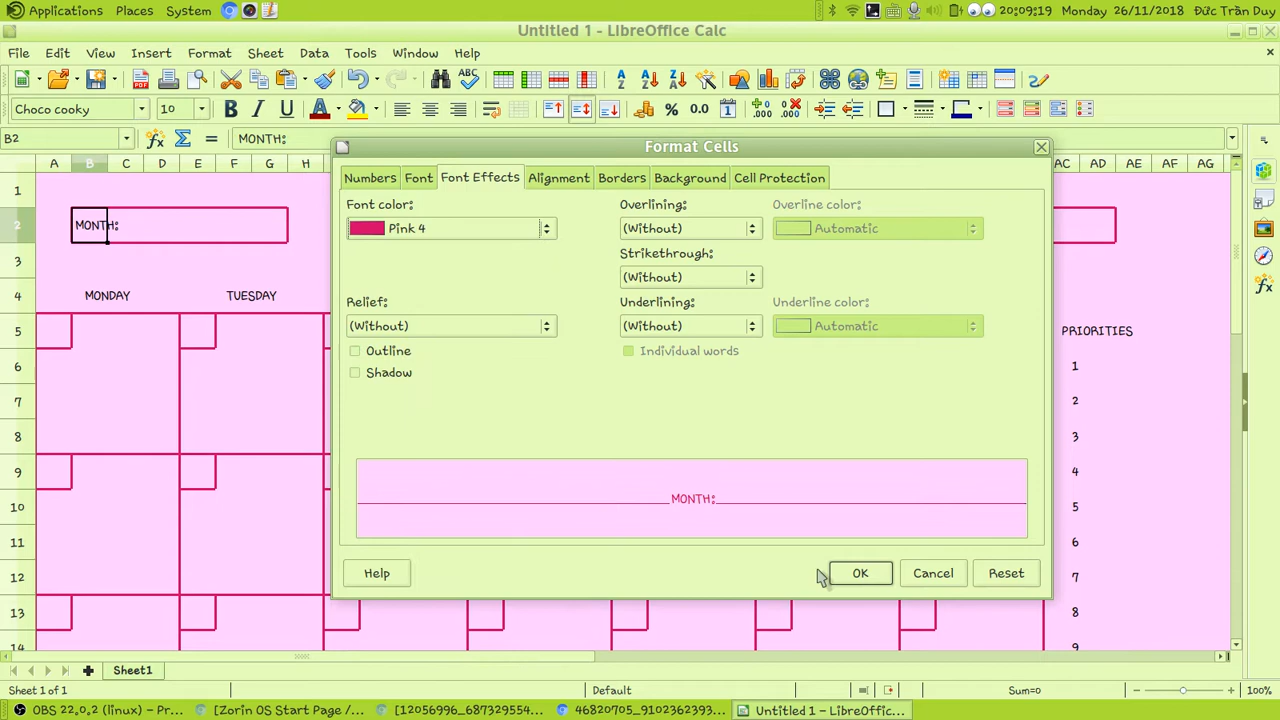 Applications Places System 20:09:19 Monday 26/11/2018 Đức Trần Duy
Untitled 1 - LibreOffice Calc
File Edit View Insert Format Sheet Data Tools Window Help
Choco cooky 10
B2 MONTH:
Format Cells
A B C D E F G H AC AD AE AF AG
Numbers Font Font Effects Alignment Borders Background Cell Protection
1
Font color: Overlining: Overline color:
2 MONTH: Pink 4 (Without) Automatic
Strikethrough:
3 (Without)
4 MONDAY TUESDAY Relief: Underlining: Underline color:
5 (Without) (Without) Automatic PRIORITIES
Outline Individual words
6 Shadow 1
7 2
8 3
9 4
MONTH:
10 5
11 6
12 Help OK Cancel Reset 7
13 8
14 9
Sheet1
Sheet 1 of 1 Default Sum=0 100%
OBS 22.0.2 (linux) - Pr... [Zorin OS Start Page /... [12056996_687329554... 46820705_9102362393... Untitled 1 - LibreOffic...